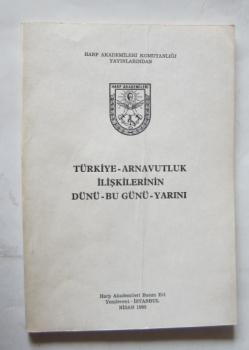 HARP AKADEMİLERİ KOMUTANLIĞI
YAYINLARINDAN
HARP AKADEMİLERİ
TÜRKİYE - ARNAVUTLUK
İLİŞKİLERİNİN
DÜNÜ - BU GÜNÜ - YARINI
Harp Akademileri Basım Evi
Yenilevent - İSTANBUL
NİSAN